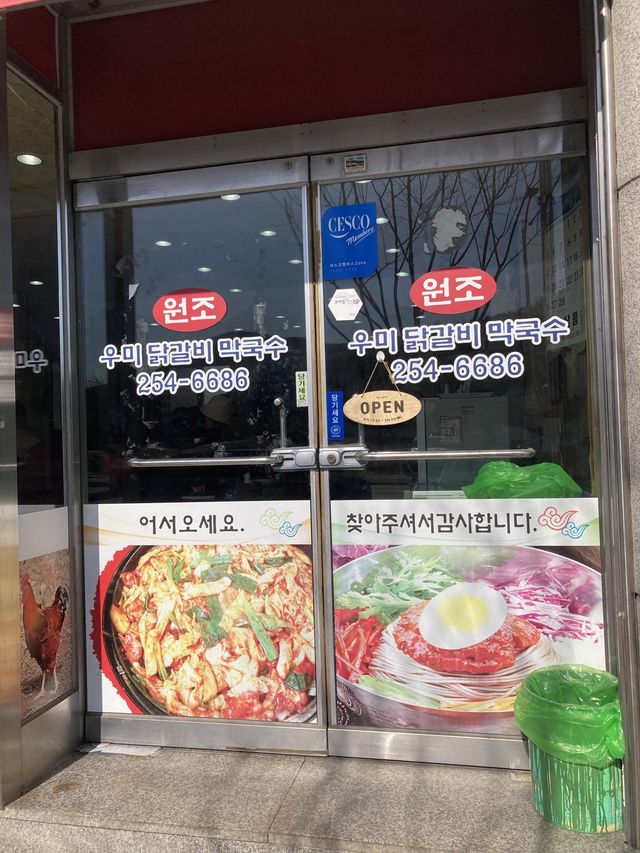 CESCO
Members
원조
우미 닭갈비 막국수
254-6686
당기세요
원조
우미 닭갈비 막국수
254-6686
당기세요
OPEN
우미
어서오세요.
찾아주셔서감사합니다.